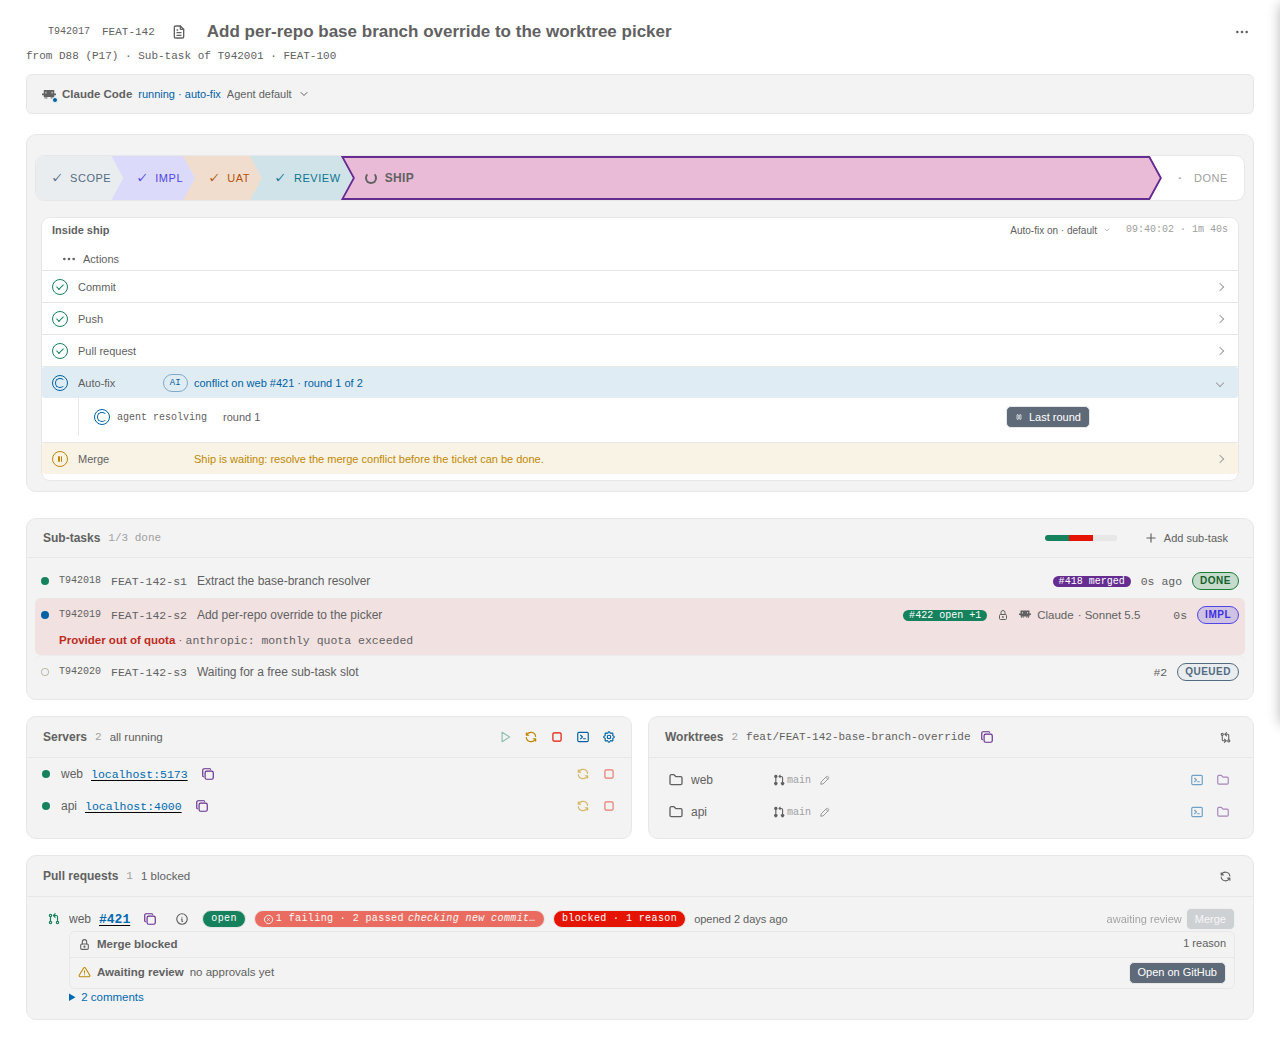 T942017 FEAT-142 Add per-repo base branch override to the worktree picker
from D88 (P17) · Sub-task of T942001 · FEAT-100
Claude Code running · auto-fix Agent default
SCOPE IMPL UAT REVIEW SHIP DONE
Inside ship Auto-fix on · default 09:40:02 · 1m 40s
Actions
Commit
Push
Pull request
Auto-fix AI conflict on web #421 · round 1 of 2
agent resolving round 1 Last round
Merge Ship is waiting: resolve the merge conflict before the ticket can be done.
Sub-tasks 1/3 done Add sub-task
T942018 FEAT-142-s1 Extract the base-branch resolver #418 merged 0s ago DONE
T942019 FEAT-142-s2 Add per-repo override to the picker #422 open +1 Claude · Sonnet 5.5 0s IMPL
Provider out of quota · anthropic: monthly quota exceeded
T942020 FEAT-142-s3 Waiting for a free sub-task slot #2 QUEUED
Servers 2 all running
web localhost:5173
api localhost:4000
Worktrees 2 feat/FEAT-142-base-branch-override
web main
api main
Pull requests 1 1 blocked
web #421 open 1 failing · 2 passed checking new commit… blocked · 1 reason opened 2 days ago awaiting review Merge
Merge blocked 1 reason
Awaiting review no approvals yet Open on GitHub
2 comments